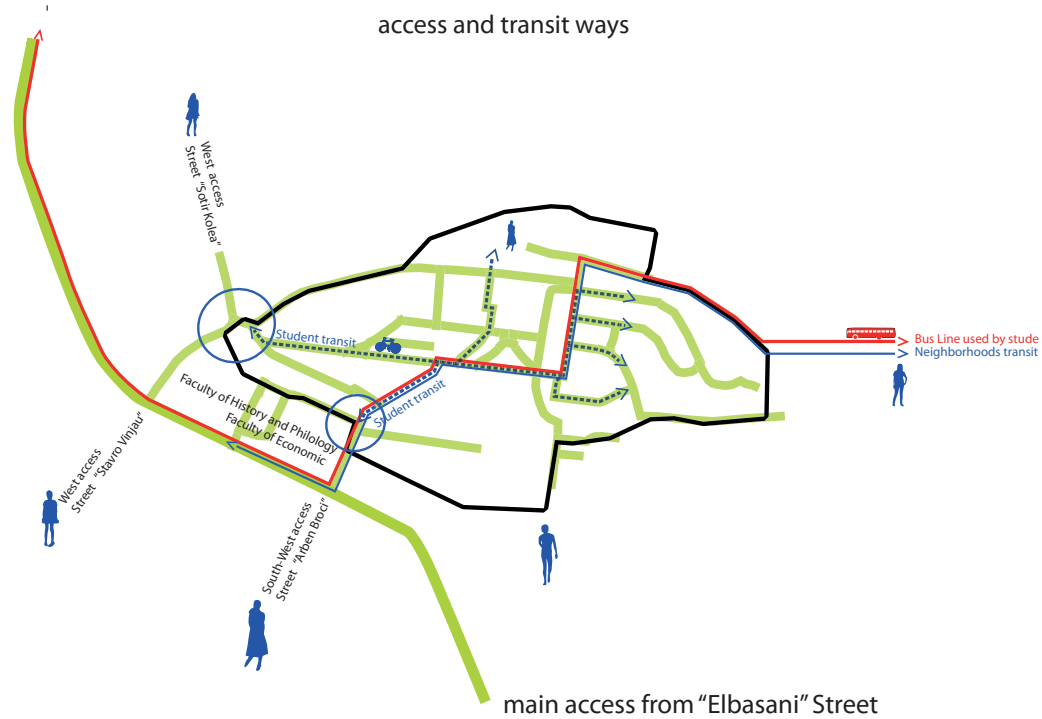 access and transit ways
West access
Street "Sotir Kolea"
Student transit
Bus Line used by stude
Neighborhoods transit
Student transit
Faculty of History and Philology
Faculty of Economic
West access
Street "Stavro Vinjau"
South-West access
Street "Arben Broci"
main access from "Elbasani" Street